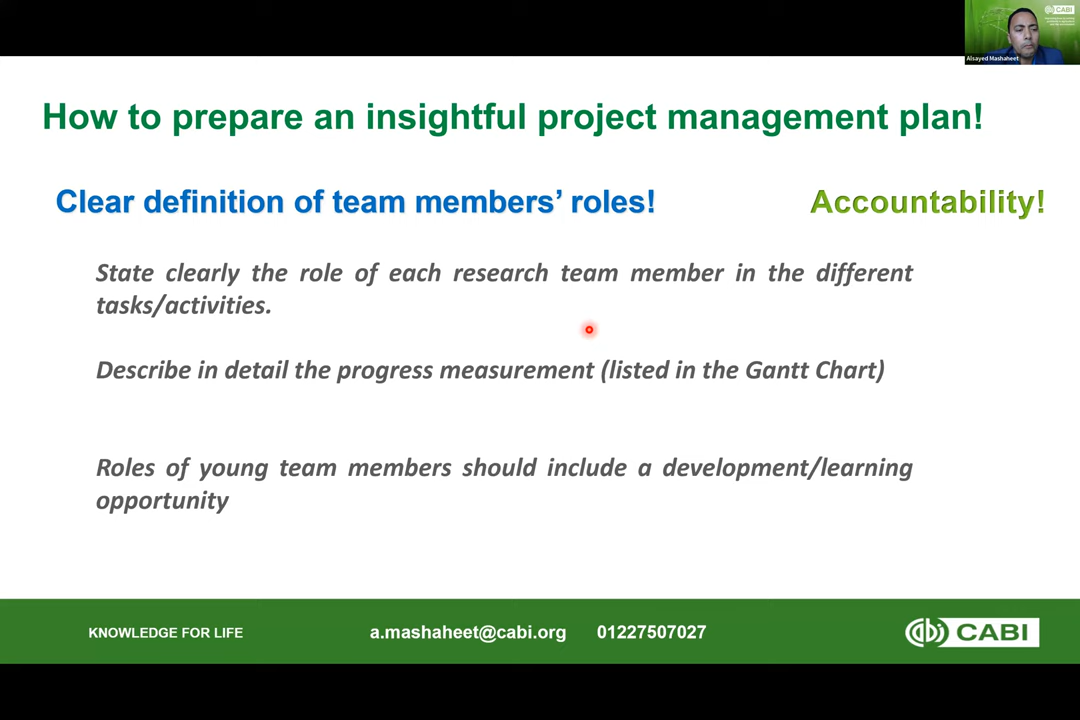 CABI
Alsayed Mashaheet
How to prepare an insightful project management plan!
Clear definition of team members’ roles!
Accountability!
State clearly the role of each research team member in the different
tasks/activities.
Describe in detail the progress measurement (listed in the Gantt Chart)
Roles of young team members should include a development/learning
opportunity
KNOWLEDGE FOR LIFE
a.mashaheet@cabi.org
01227507027
CABI